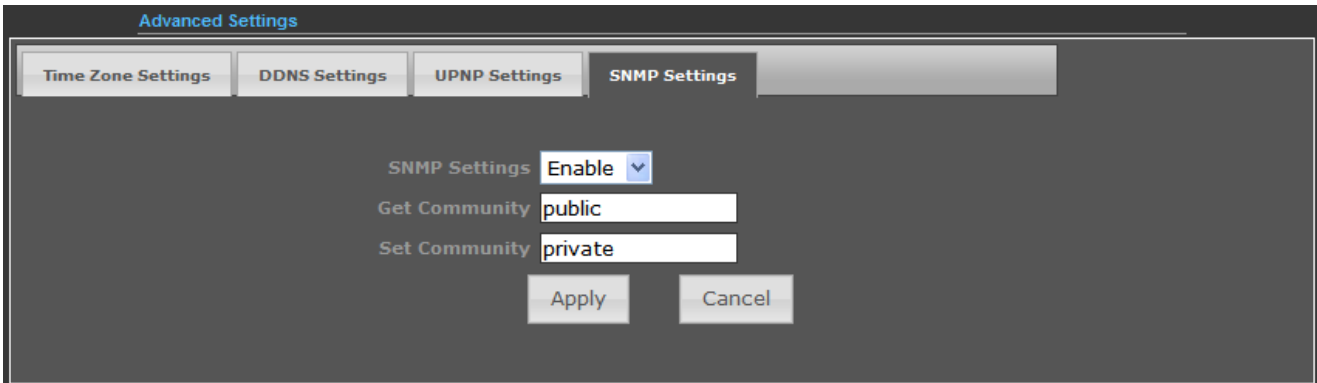 Advanced Settings
Time Zone Settings DDNS Settings UPNP Settings SNMP Settings
SNMP Settings Enable
Get Community public
Set Community private
Apply Cancel